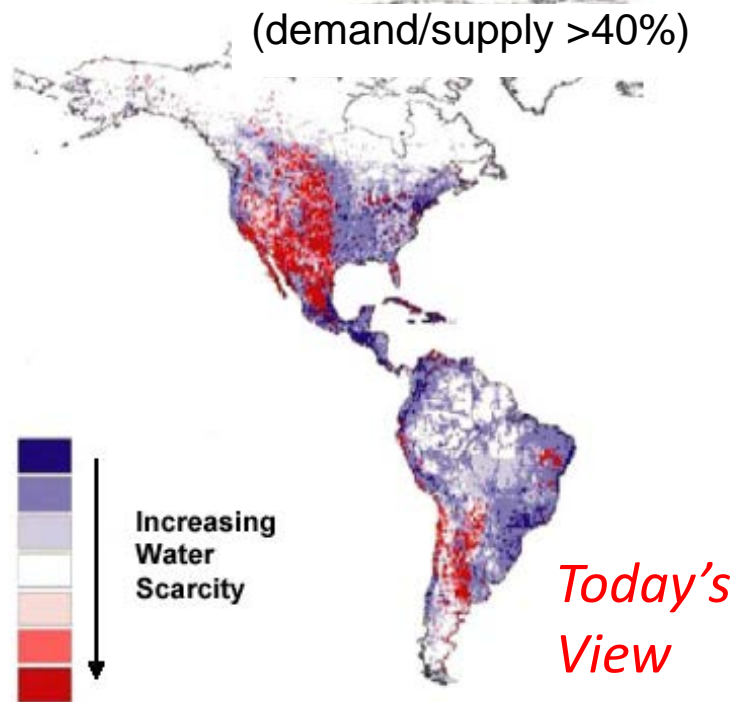 (demand/supply >40%)
Increasing
Water
Scarcity
Today’s
View